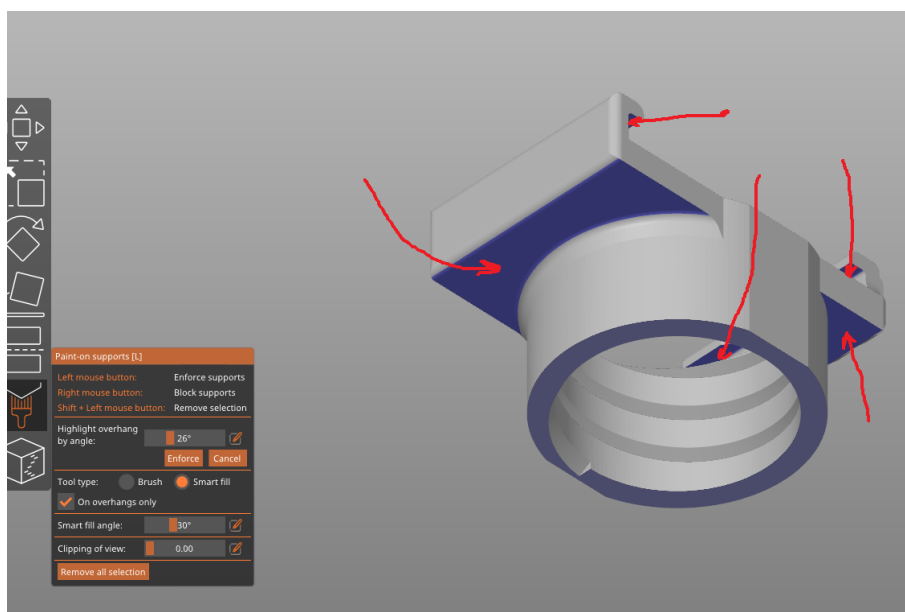 Paint-on supports [L]
Left mouse button: Enforce supports
Right mouse button: Block supports
Shift + Left mouse button: Remove selection
Highlight overhang
by angle: 26°
Enforce Cancel
Tool type: Brush Smart fill
On overhangs only
Smart fill angle: 30°
Clipping of view: 0.00
Remove all selection